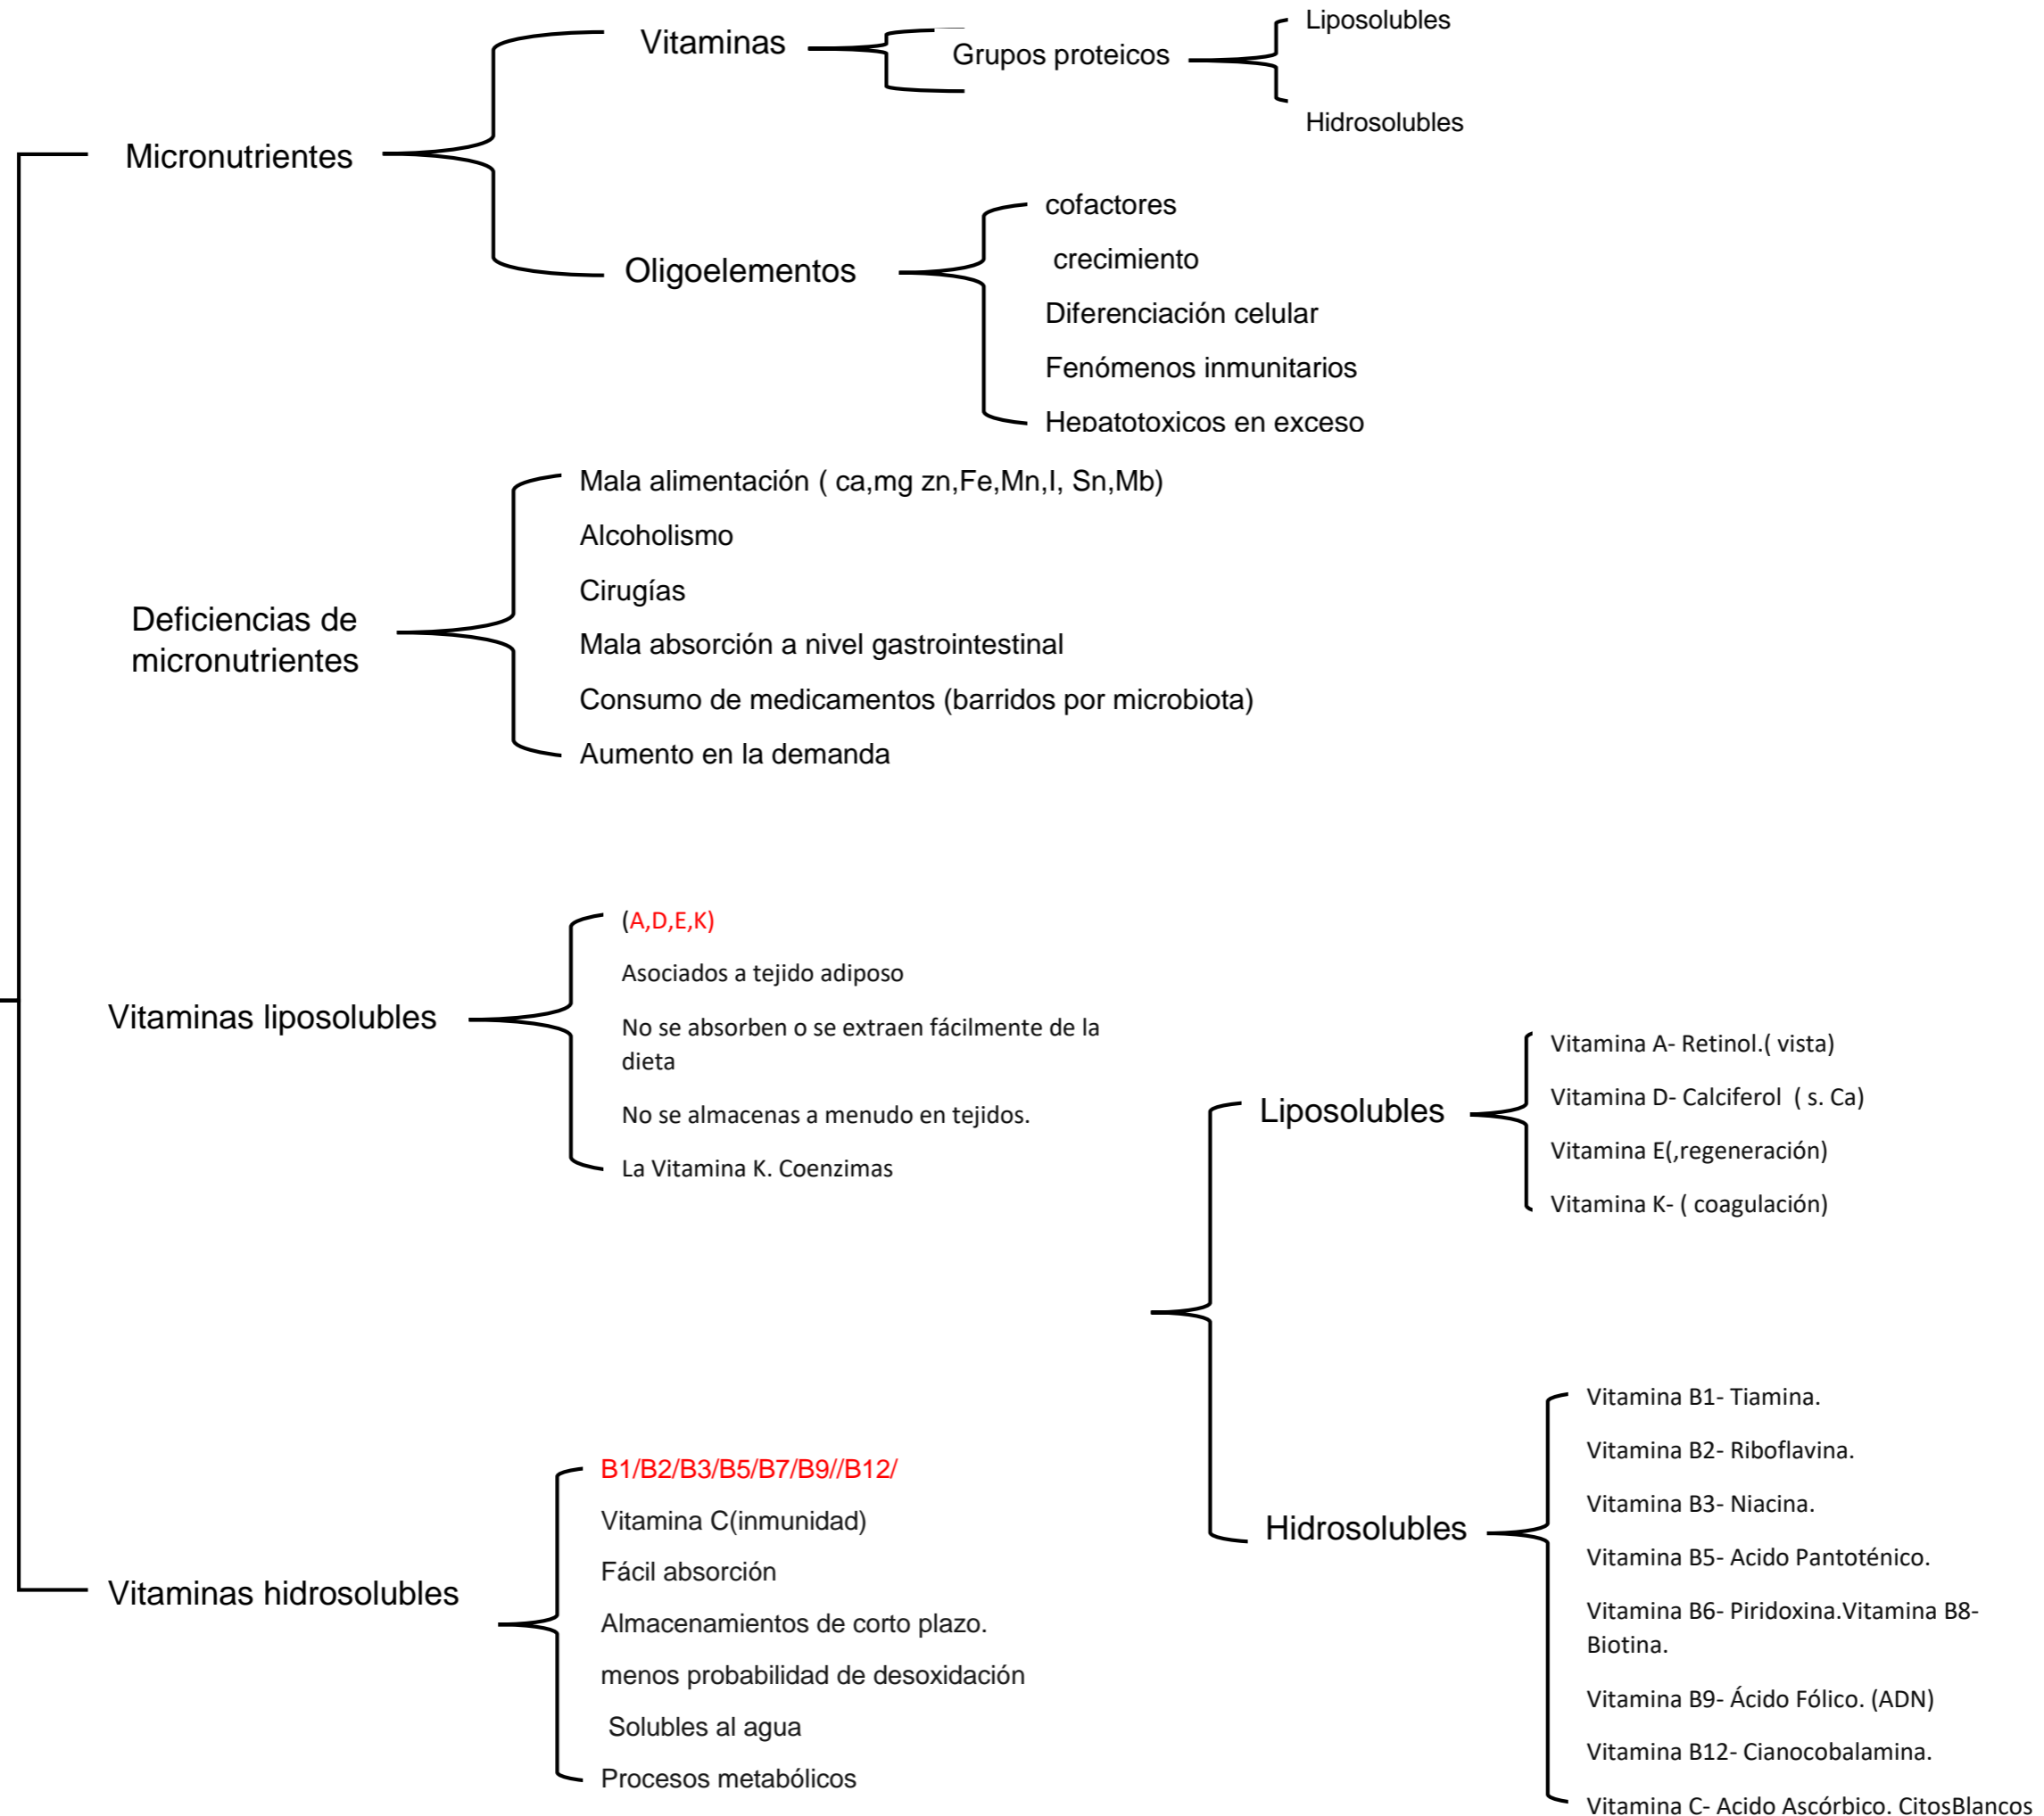 Micronutrientes
Vitaminas
Grupos proteicos
Liposolubles
Hidrosolubles
Oligoelementos
cofactores
crecimiento
Diferenciación celular
Fenómenos inmunitarios
Hepatotoxicos en exceso
Deficiencias de
micronutrientes
Mala alimentación ( ca,mg zn,Fe,Mn,I, Sn,Mb)
Alcoholismo
Cirugías
Mala absorción a nivel gastrointestinal
Consumo de medicamentos (barridos por microbiota)
Aumento en la demanda
Vitaminas liposolubles
(A,D,E,K)
Asociados a tejido adiposo
No se absorben o se extraen fácilmente de la
dieta
No se almacenas a menudo en tejidos.
La Vitamina K. Coenzimas
Vitaminas hidrosolubles
B1/B2/B3/B5/B7/B9//B12/
Vitamina C(inmunidad)
Fácil absorción
Almacenamientos de corto plazo.
menos probabilidad de desoxidación
Solubles al agua
Procesos metabólicos
Liposolubles
Vitamina A- Retinol.( vista)
Vitamina D- Calciferol ( s. Ca)
Vitamina E(,regeneración)
Vitamina K- ( coagulación)
Hidrosolubles
Vitamina B1- Tiamina.
Vitamina B2- Riboflavina.
Vitamina B3- Niacina.
Vitamina B5- Acido Pantoténico.
Vitamina B6- Piridoxina.Vitamina B8-
Biotina.
Vitamina B9- Ácido Fólico. (ADN)
Vitamina B12- Cianocobalamina.
Vitamina C- Acido Ascórbico. CitosBlancos